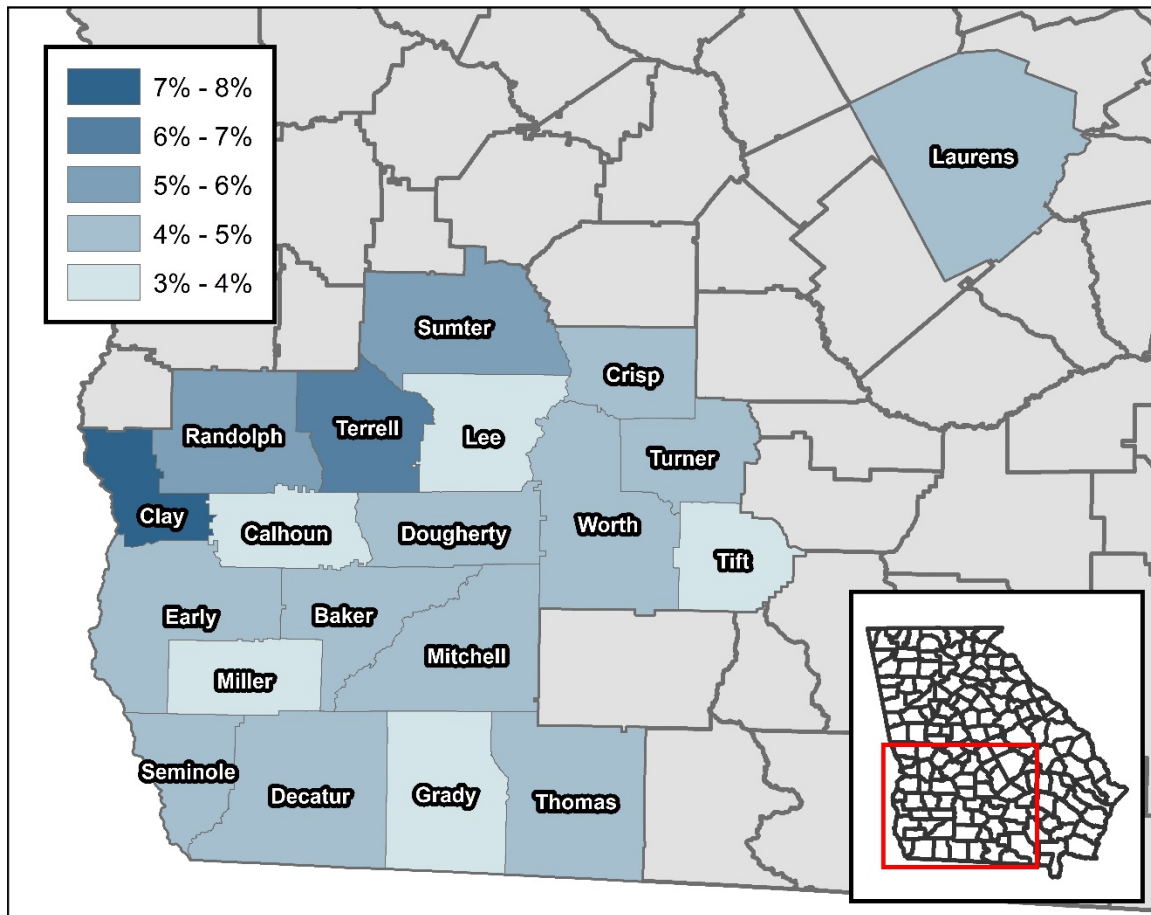 7% - 8%
6% - 7%
5% - 6%
4% - 5%
3% - 4%
Laurens
Sumter
Crisp
Randolph
Terrell
Lee
Turner
Clay
Calhoun
Dougherty
Worth
Tift
Early
Baker
Mitchell
Miller
Seminole
Decatur
Grady
Thomas